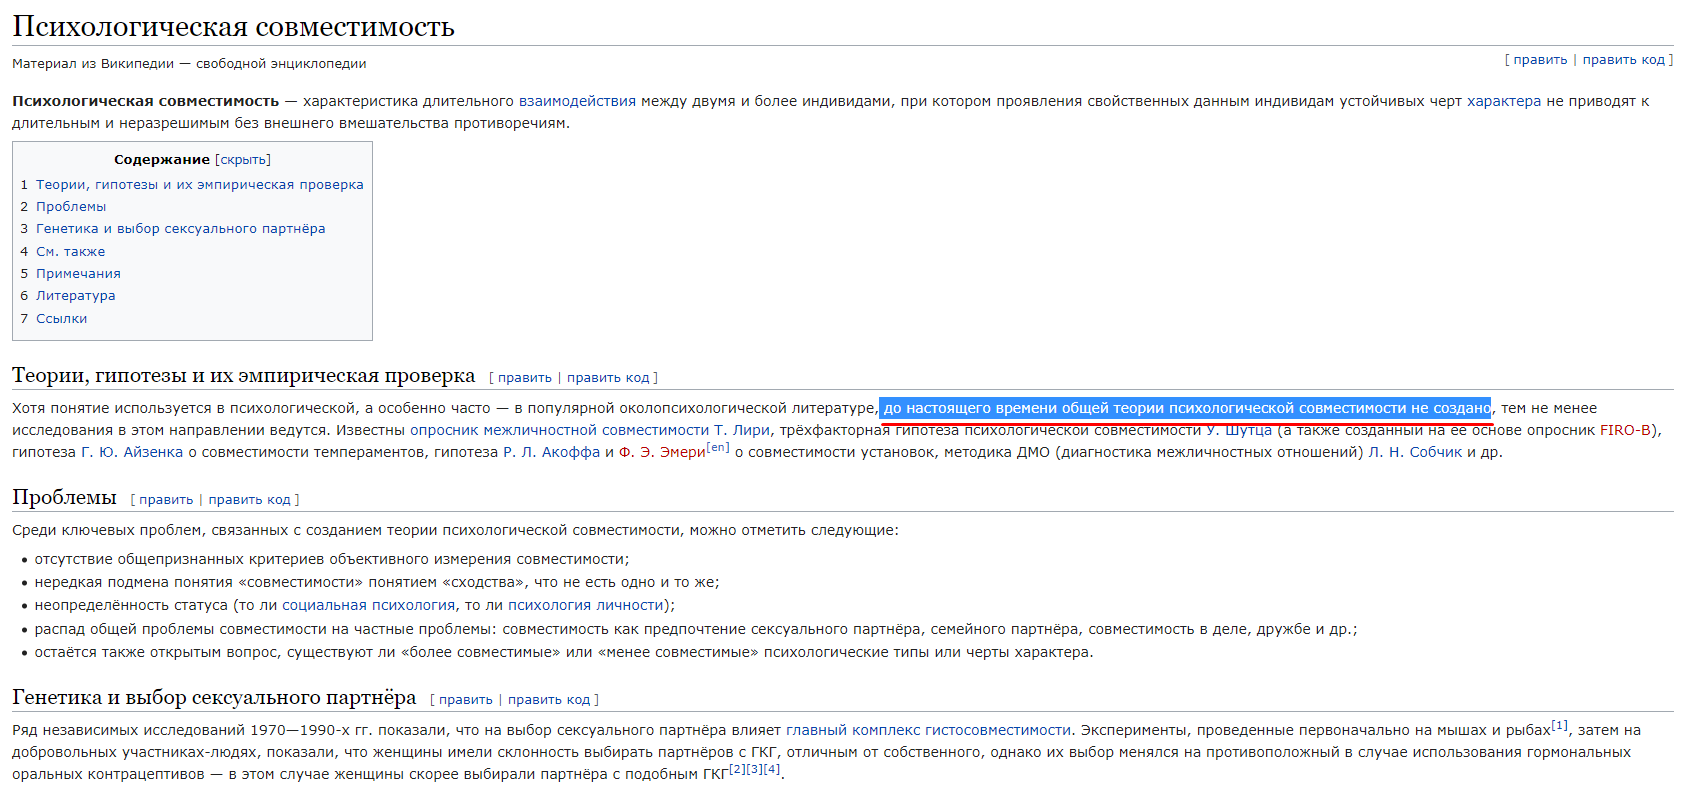 Психологическая совместимость
Материал из Википедии — свободной энциклопедии
[ править | править код ]
Психологическая совместимость — характеристика длительного взаимодействия между двумя и более индивидами, при котором проявления свойственных данным индивидам устойчивых черт характера не приводят к
длительным и неразрешимым без внешнего вмешательства противоречиям.
Содержание [скрыть]
1 Теории, гипотезы и их эмпирическая проверка
2 Проблемы
3 Генетика и выбор сексуального партнёра
4 См. также
5 Примечания
6 Литература
7 Ссылки
Теории, гипотезы и их эмпирическая проверка [ править | править код ]
Хотя понятие используется в психологической, а особенно часто — в популярной околопсихологической литературе, до настоящего времени общей теории психологической совместимости не создано, тем не менее
исследования в этом направлении ведутся. Известны опросник межличностной совместимости Т. Лири, трёхфакторная гипотеза психологической совместимости У. Шутца (а также созданный на ее основе опросник FIRO-B),
гипотеза Г. Ю. Айзенка о совместимости темпераментов, гипотеза Р. Л. Акоффа и Ф. Э. Эмери[en] о совместимости установок, методика ДМО (диагностика межличностных отношений) Л. Н. Собчик и др.
Проблемы [ править | править код ]
Среди ключевых проблем, связанных с созданием теории психологической совместимости, можно отметить следующие:
• отсутствие общепризнанных критериев объективного измерения совместимости;
• нередкая подмена понятия «совместимости» понятием «сходства», что не есть одно и то же;
• неопределённость статуса (то ли социальная психология, то ли психология личности);
• распад общей проблемы совместимости на частные проблемы: совместимость как предпочтение сексуального партнёра, семейного партнёра, совместимость в деле, дружбе и др.;
• остаётся также открытым вопрос, существуют ли «более совместимые» или «менее совместимые» психологические типы или черты характера.
Генетика и выбор сексуального партнёра [ править | править код ]
Ряд независимых исследований 1970—1990-х гг. показали, что на выбор сексуального партнёра влияет главный комплекс гистосовместимости. Эксперименты, проведенные первоначально на мышах и рыбах[1], затем на
добровольных участниках-людях, показали, что женщины имели склонность выбирать партнёров с ГКГ, отличным от собственного, однако их выбор менялся на противоположный в случае использования гормональных
оральных контрацептивов — в этом случае женщины скорее выбирали партнёра с подобным ГКГ[2][3][4].